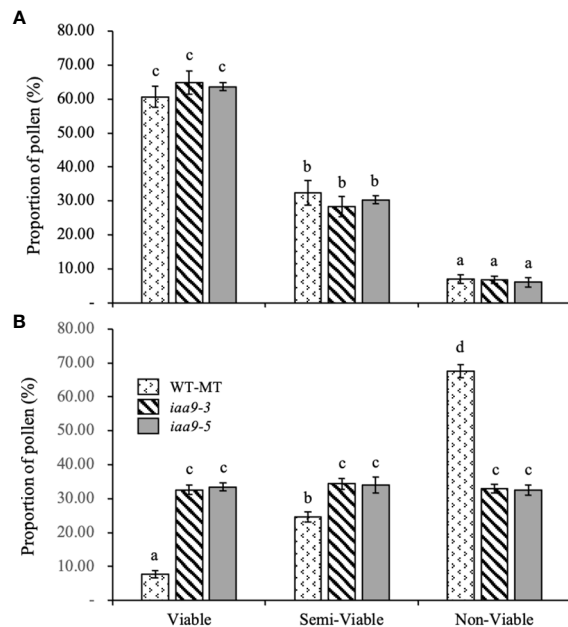 A
80.00
70.00
60.00
50.00
40.00
30.00
20.00
10.00
-
Proportion of pollen (%)
c c c
b b b
a a a
B
80.00
70.00
60.00
50.00
40.00
30.00
20.00
10.00
-
Proportion of pollen (%)
WT-MT
iaa9-3
iaa9-5
a c c
b c c
d c c
Viable Semi-Viable Non-Viable